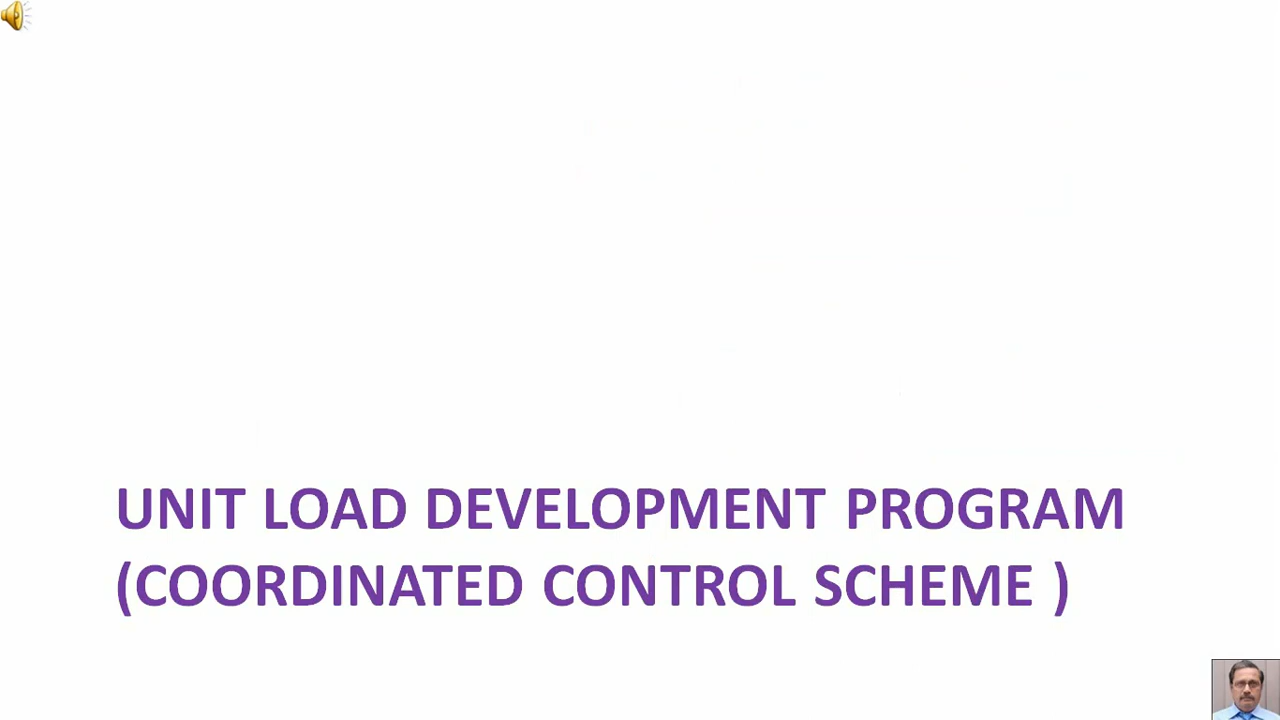 UNIT LOAD DEVELOPMENT PROGRAM
(COORDINATED CONTROL SCHEME )